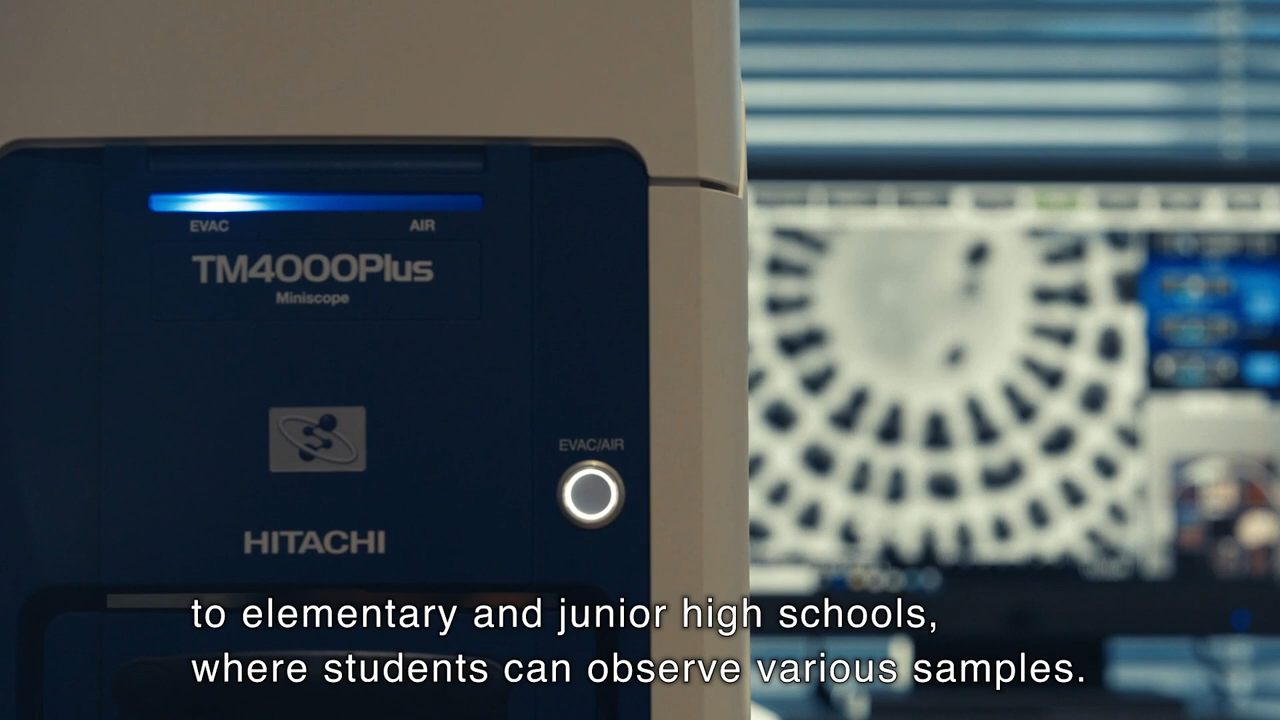 EVAC AIR
TM4000Plus
Miniscope
EVAC/AIR
HITACHI
to elementary and junior high schools,
where students can observe various samples.